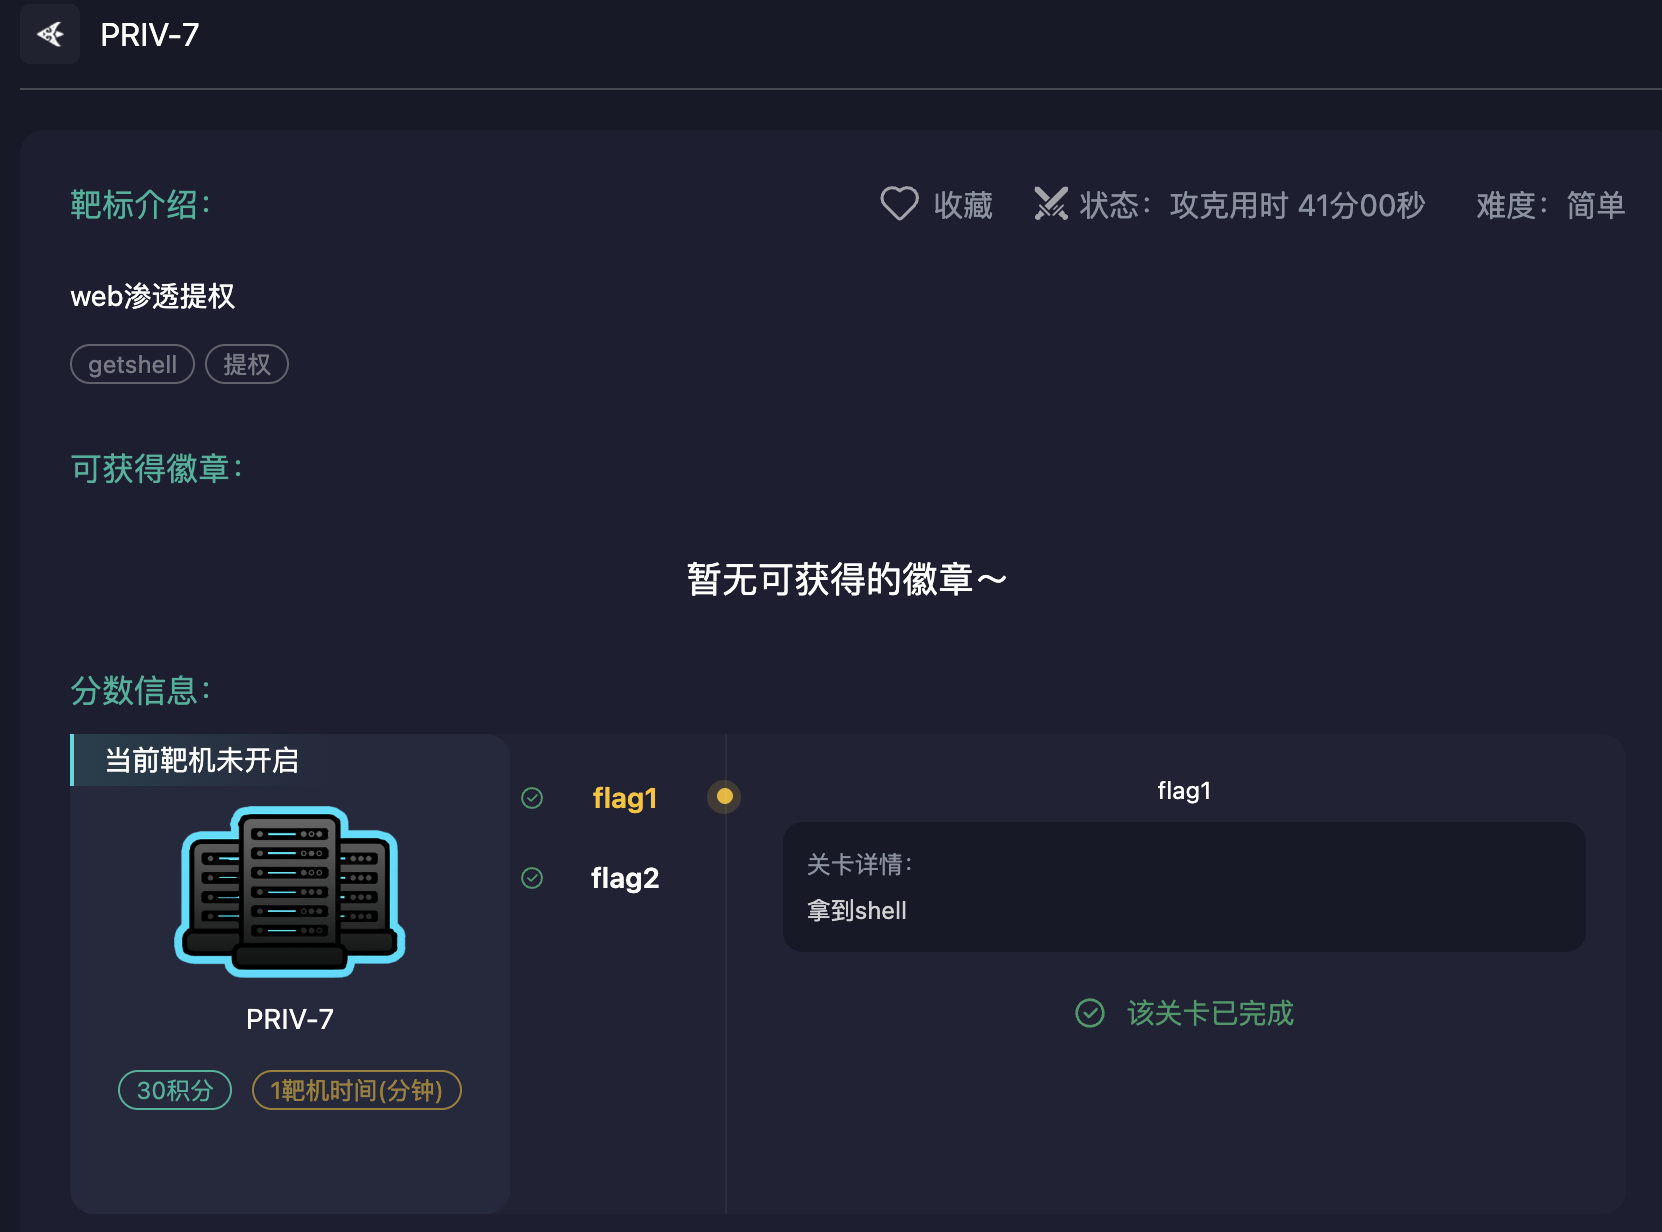 PRIV-7
靶标介绍：
收藏
状态：攻克用时 41分00秒
难度：简单
web渗透提权
getshell
提权
可获得徽章：
暂无可获得的徽章～
分数信息：
当前靶机未开启
PRIV-7
30积分
1靶机时间(分钟)
flag1
flag2
flag1
关卡详情：
拿到shell
该关卡已完成